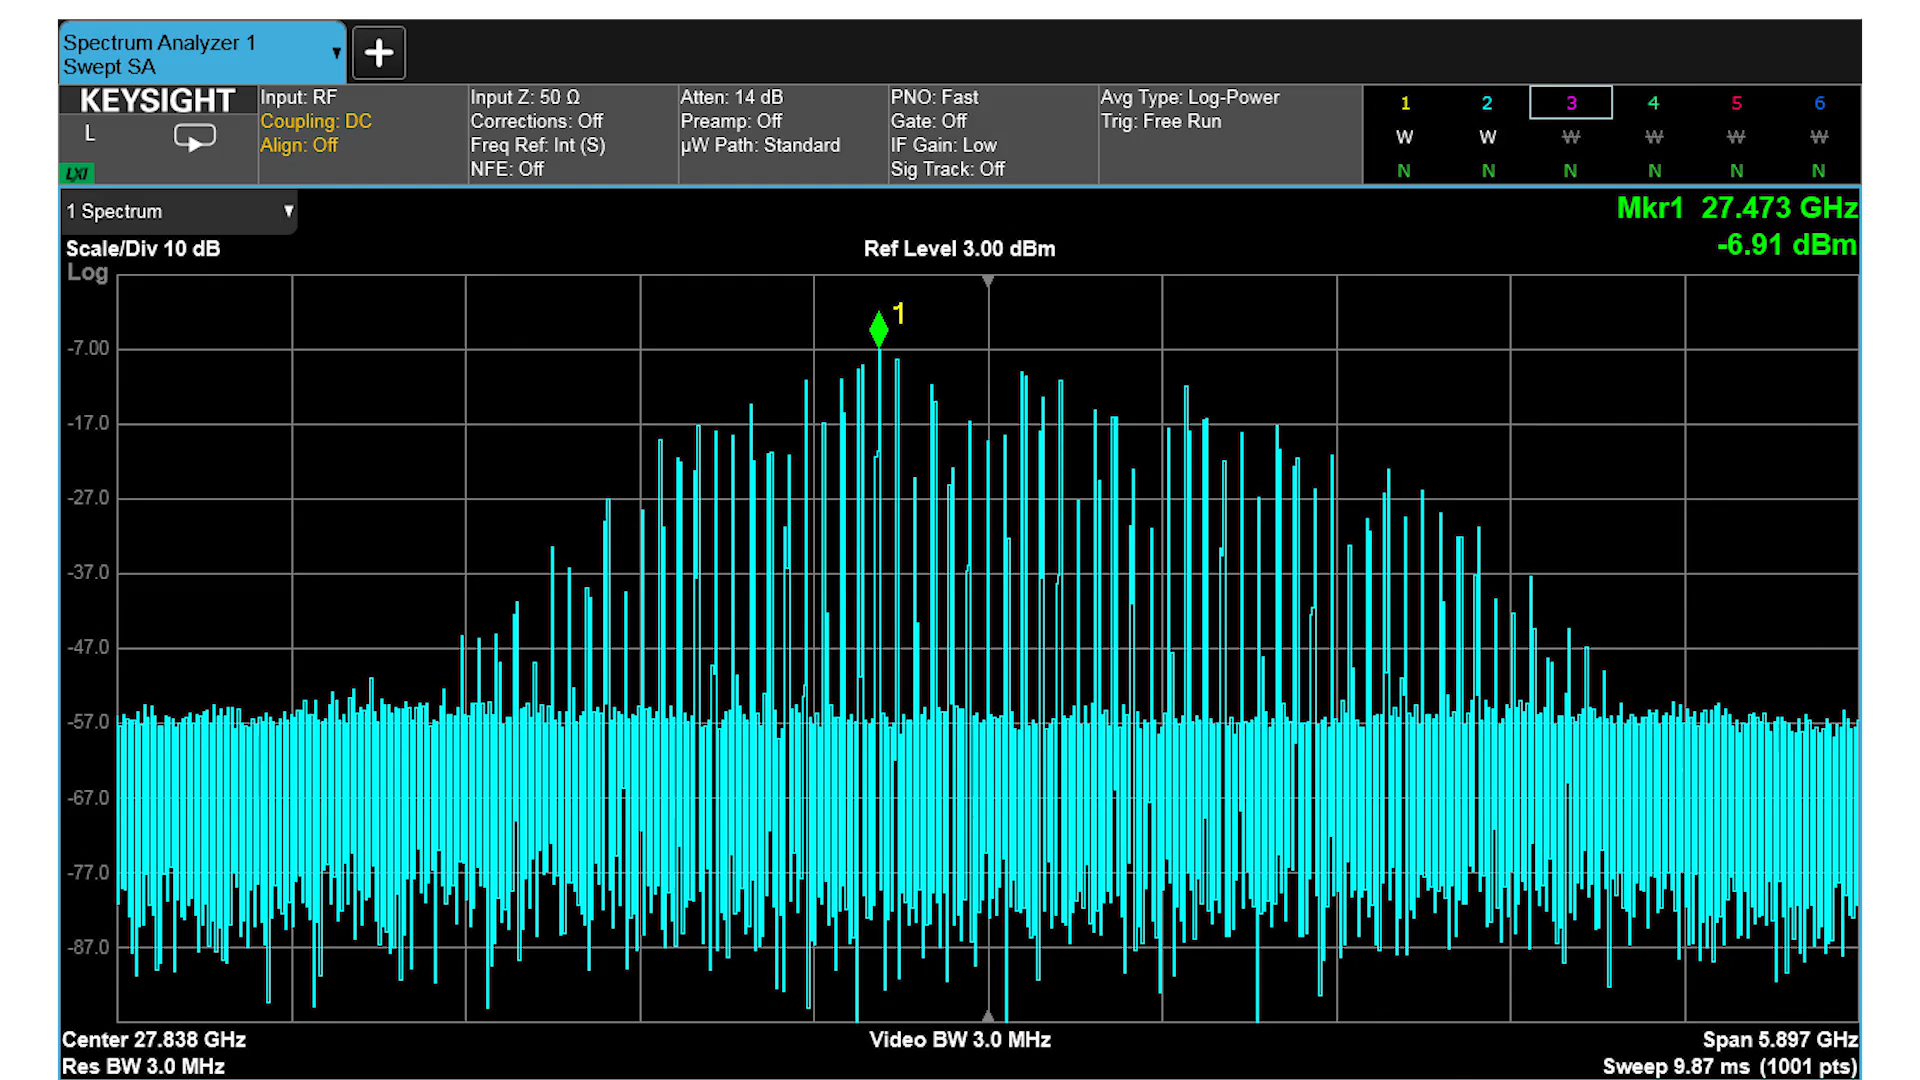 Spectrum Analyzer 1
Swept SA
KEYSIGHT
L
LXI
Input: RF
Coupling: DC
Align: Off
Input Z: 50 Ω
Corrections: Off
Freq Ref: Int (S)
NFE: Off
Atten: 14 dB
Preamp: Off
µW Path: Standard
PNO: Fast
Gate: Off
IF Gain: Low
Sig Track: Off
Avg Type: Log-Power
Trig: Free Run
1 2 3 4 5 6
W W W W W W
N N N N N N
1 Spectrum
Mkr1 27.473 GHz
-6.91 dBm
Scale/Div 10 dB
Ref Level 3.00 dBm
Log
1
-7.00
-17.0
-27.0
-37.0
-47.0
-57.0
-67.0
-77.0
-87.0
Center 27.838 GHz
Video BW 3.0 MHz
Span 5.897 GHz
Res BW 3.0 MHz
Sweep 9.87 ms (1001 pts)